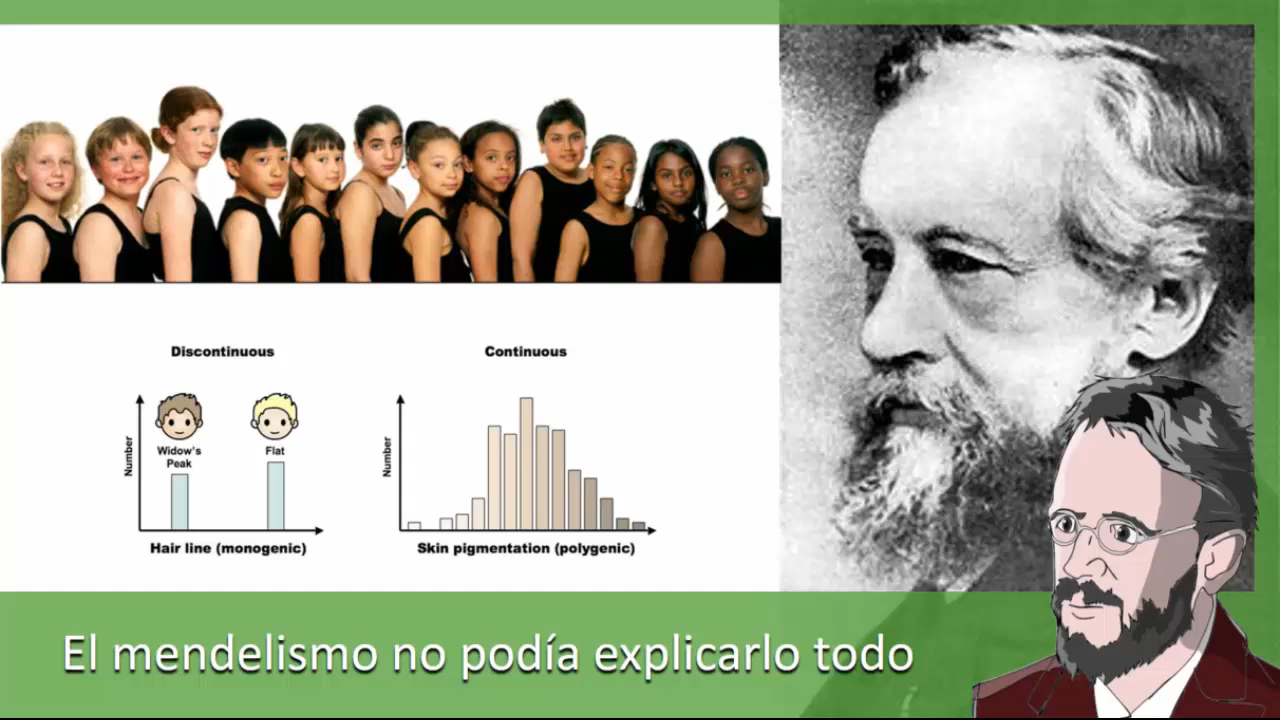 Discontinuous
Number
Widow's
Peak
Flat
Hair line (monogenic)
Continuous
Number
Skin pigmentation (polygenic)
El mendelismo no podía explicarlo todo